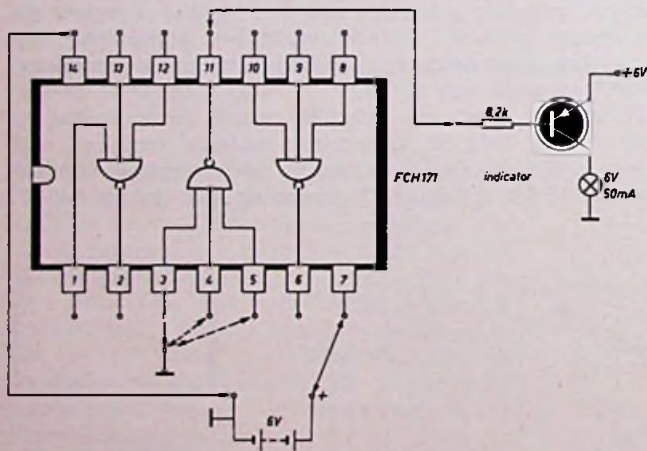 14 13 12 11 10 9 8
+6V
8,2k
FCH171
indicator
6V
50mA
1 2 3 4 5 6 7
+
6V